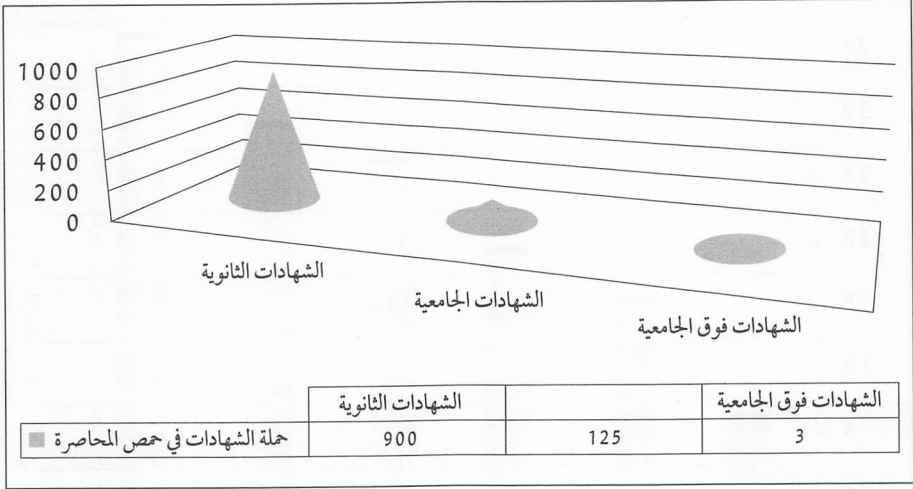 1000
800
600
400
200
0
الشهادات الثانوية
الشهادات الجامعية
الشهادات فوق الجامعية
الشهادات الثانوية الشهادات فوق الجامعية
حملة الشهادات في حمص المحاصرة 900 125 3